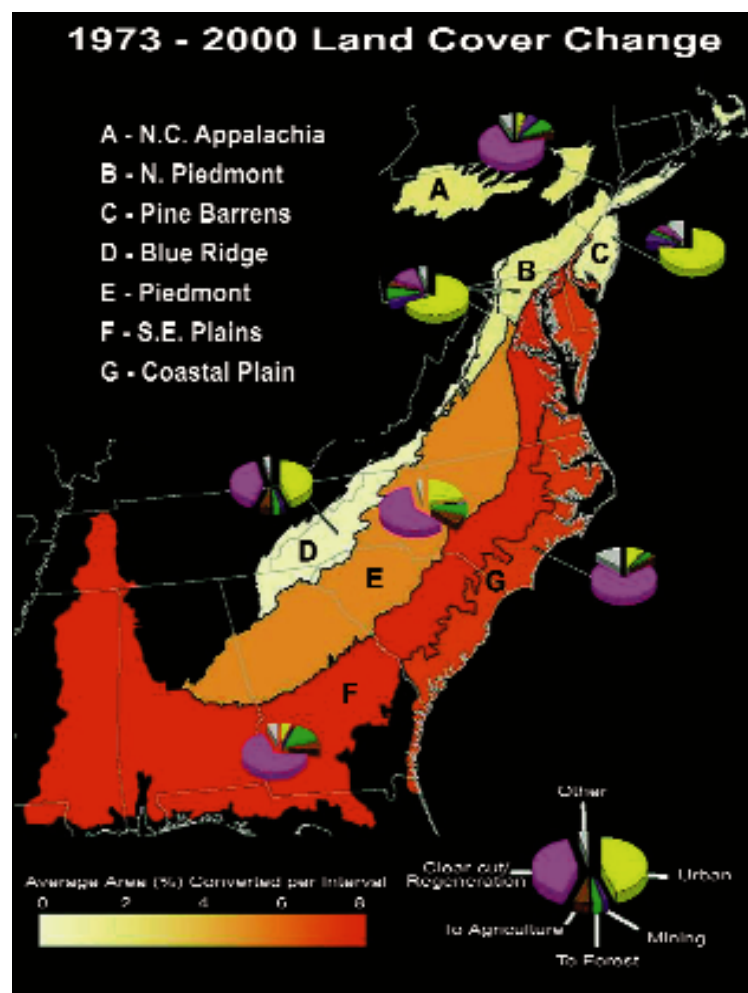 1973 - 2000 Land Cover Change
A - N.C. Appalachia
B - N. Piedmont
C - Pine Barrens
D - Blue Ridge
E - Piedmont
F - S.E. Plains
G - Coastal Plain
A
B
C
D
E
F
G
Average Area (%) Converted per Interval
0 2 4 6 8
Other
Clear cut/
Regeneration
Urban
To Agriculture
Mining
To Forest